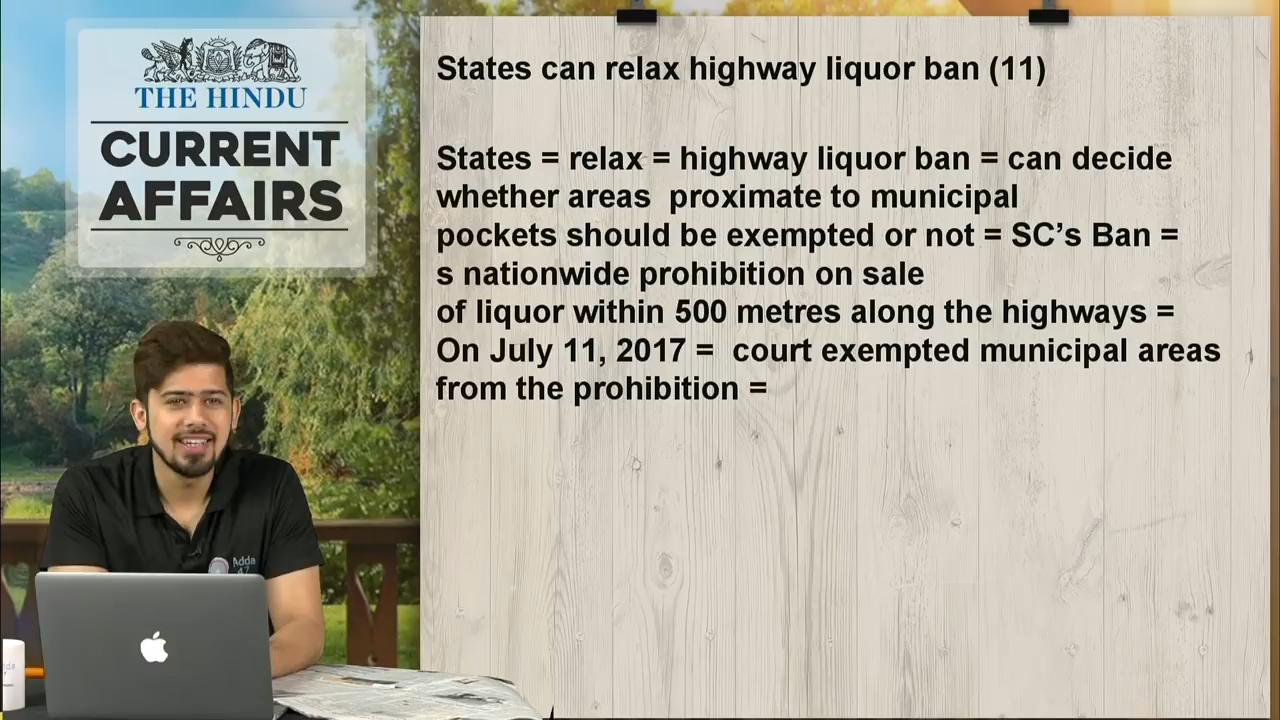 THE HINDU
CURRENT
AFFAIRS
States can relax highway liquor ban (11)
States = relax = highway liquor ban = can decide
whether areas proximate to municipal
pockets should be exempted or not = SC’s Ban =
s nationwide prohibition on sale
of liquor within 500 metres along the highways =
On July 11, 2017 = court exempted municipal areas
from the prohibition =
Adda